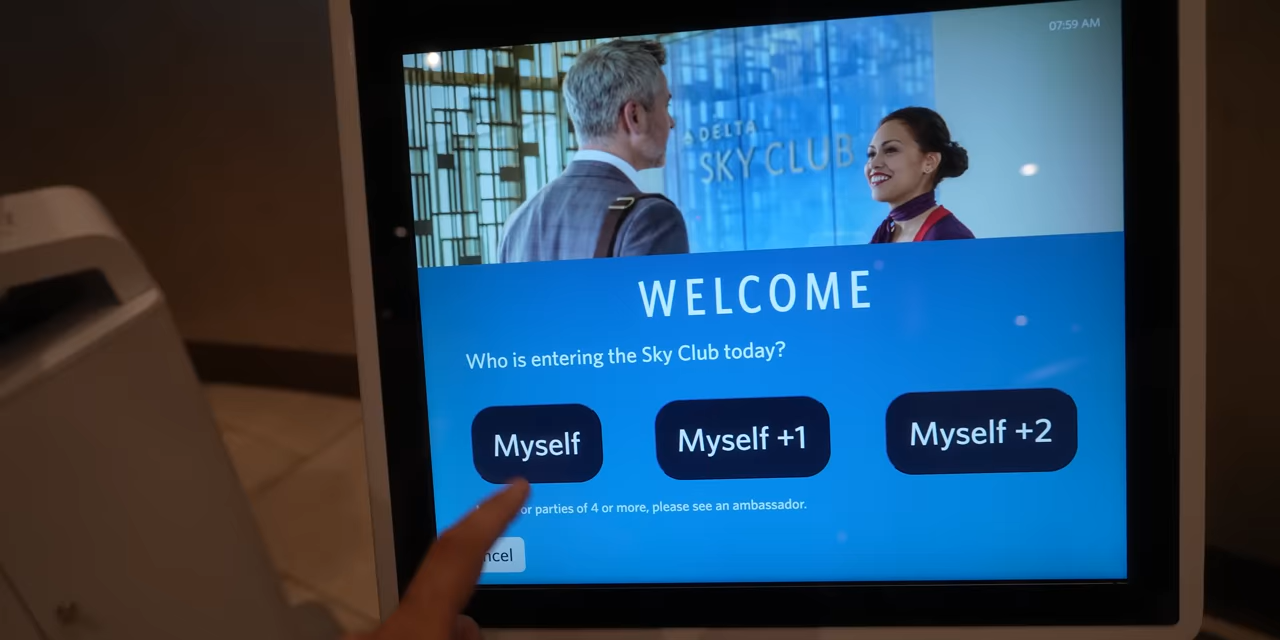 07:59 AM
DELTA
SKY CLUB
WELCOME
Who is entering the Sky Club today?
Myself
Myself +1
Myself +2
or parties of 4 or more, please see an ambassador.
ncel